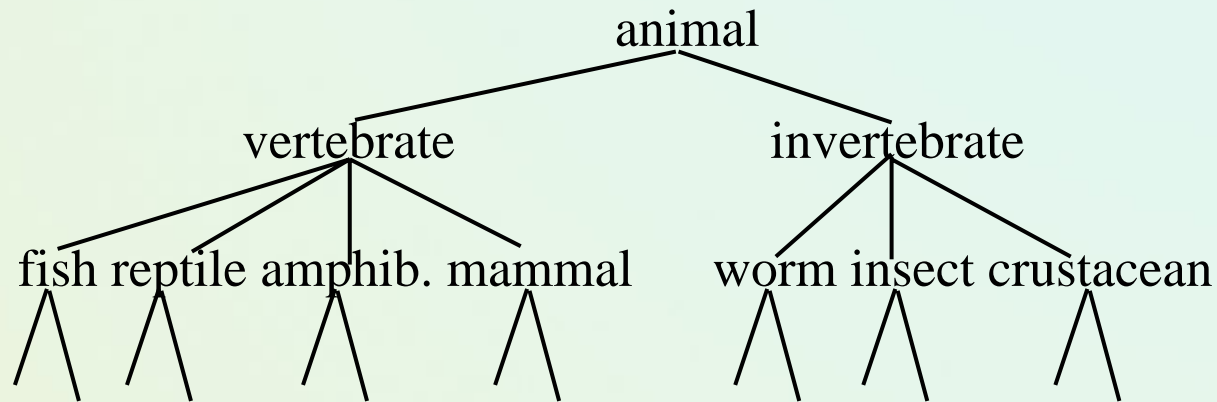 animal
vertebrate invertebrate
fish reptile amphib. mammal worm insect crustacean